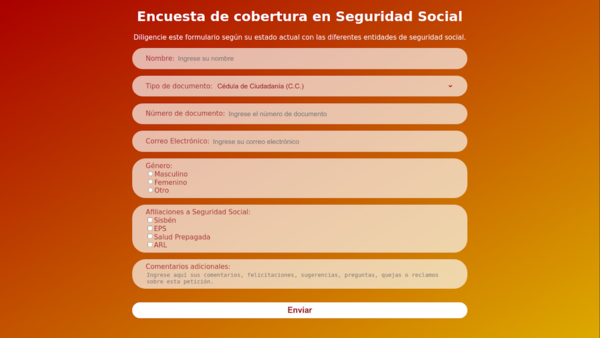 Encuesta de cobertura en Seguridad Social
Diligencie este formulario según su estado actual con las diferentes entidades de seguridad social.
Nombre: Ingrese su nombre
Tipo de documento: Cédula de Ciudadanía (C.C.)
Número de documento: Ingrese el número de documento
Correo Electrónico: Ingrese su correo electrónico
Género:
Masculino
Femenino
Otro
Afiliaciones a Seguridad Social:
Sisbén
EPS
Salud Prepagada
ARL
Comentarios adicionales:
Ingrese aquí sus comentarios, felicitaciones, sugerencias, preguntas, quejas o reclamos
sobre esta petición.
Enviar